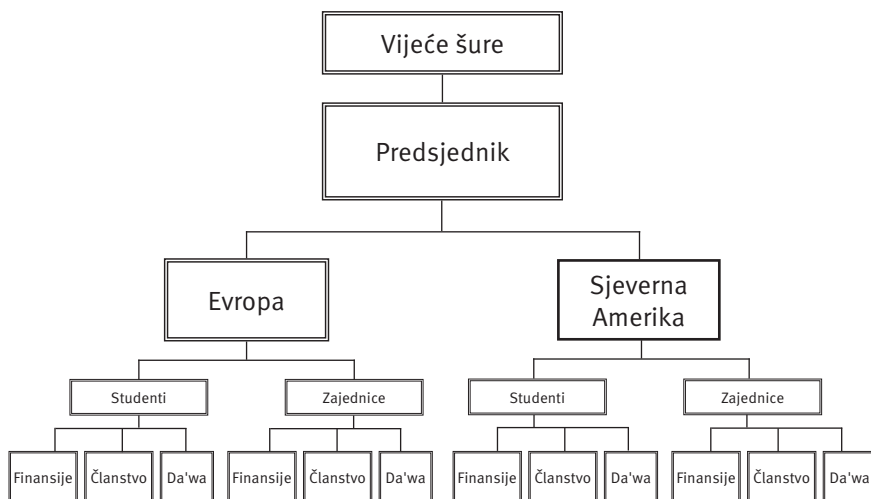 Vijeće šure
Predsjednik
Evropa
Sjeverna
Amerika
Studenti
Zajednice
Studenti
Zajednice
Finansije
Članstvo
Da'wa
Finansije
Članstvo
Da'wa
Finansije
Članstvo
Da'wa
Finansije
Članstvo
Da'wa